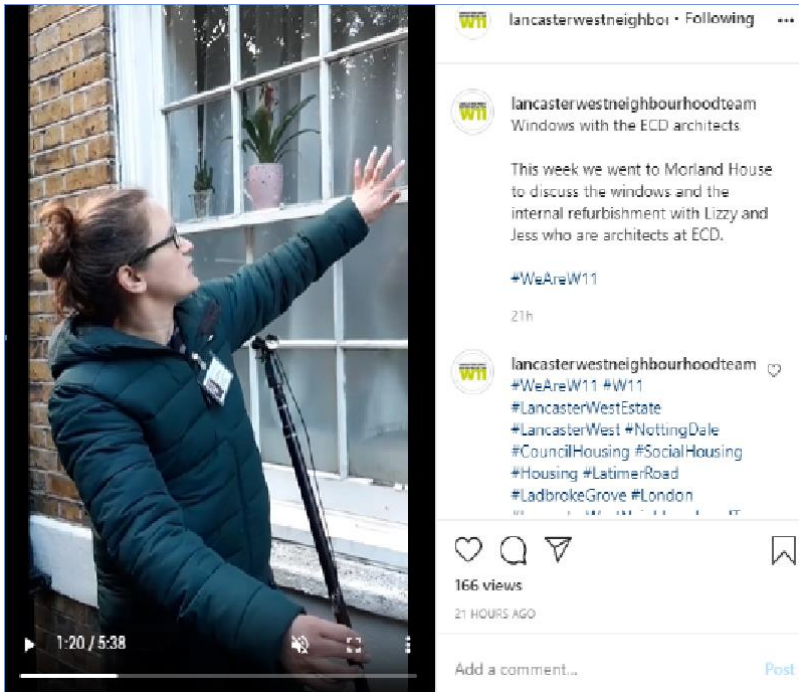 lancasterwestneighboi • Following
W11
lancasterwestneighbourhoodteam
Windows with the ECD architects
This week we went to Morland House
to discuss the windows and the
internal refurbishment with Lizzy and
Jess who are architects at ECD.
#WeAreW11
21h
W11
lancasterwestneighbourhoodteam
#WeAreW11 #W11
#LancasterWestEstate
#LancasterWest #NottingDale
#CouncilHousing #SocialHousing
#Housing #LatimerRoad
#LadbrokeGrove #London
166 views
21 HOURS AGO
Add a comment... Post
1:20 / 5:38